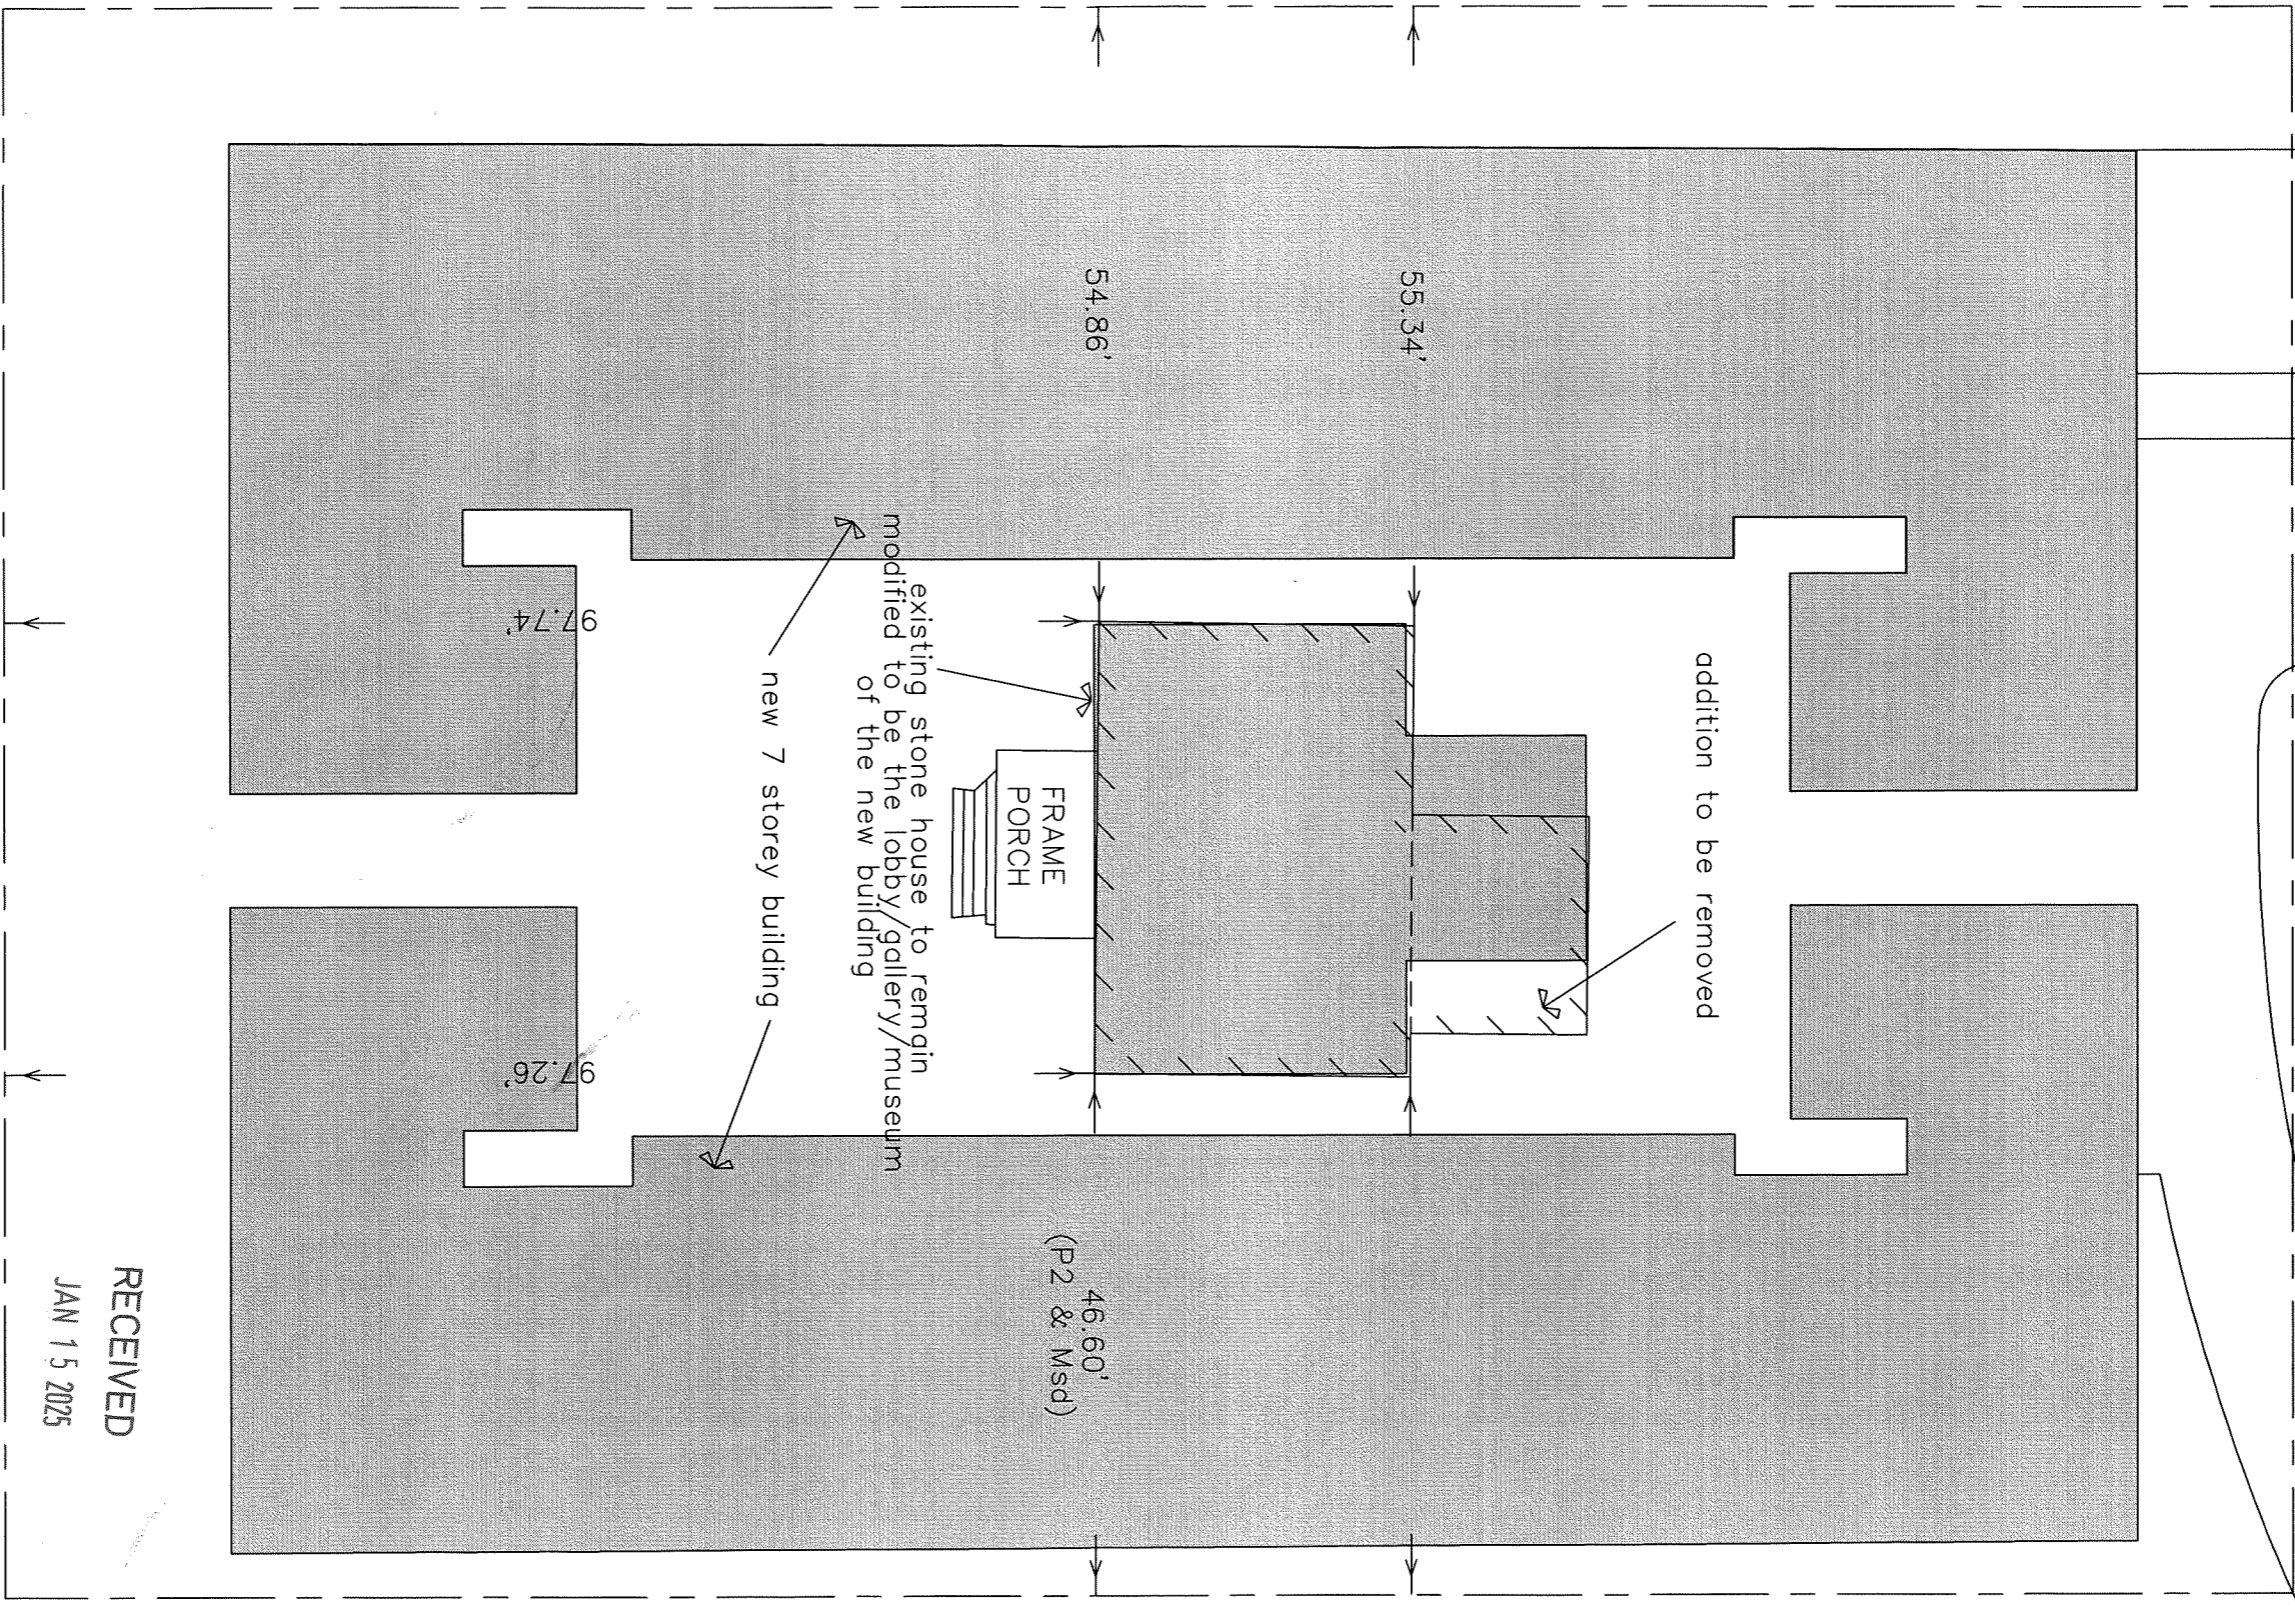 addition to be removed
55.34'
54.86'
46.60'
(P2 & Msd)
FRAME
PORCH
existing stone house to remain
modified to be the lobby/gallery/museum
of the new building
new 7 storey building
97.74'
97.26'
RECEIVED
JAN 15 2025